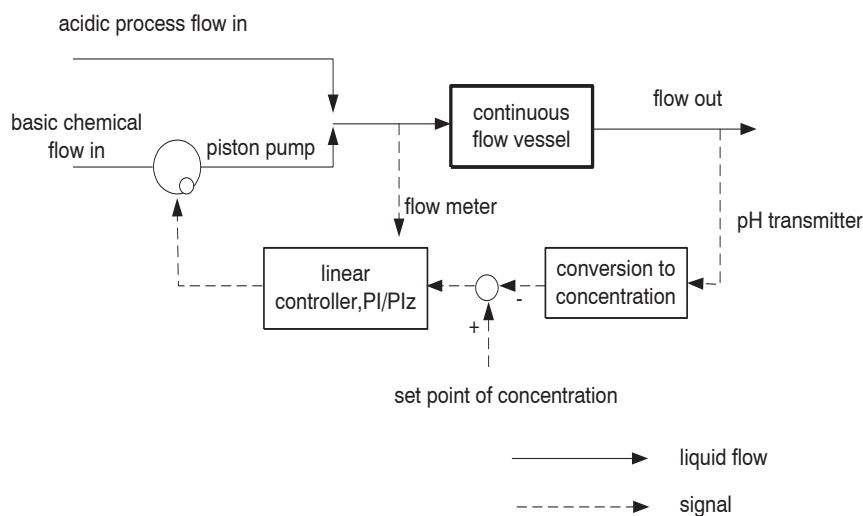 acidic process flow in
basic chemical
flow in
piston pump
continuous
flow vessel
flow out
flow meter
pH transmitter
linear
controller,PI/PIz
conversion to
concentration
-
+
set point of concentration
liquid flow
signal